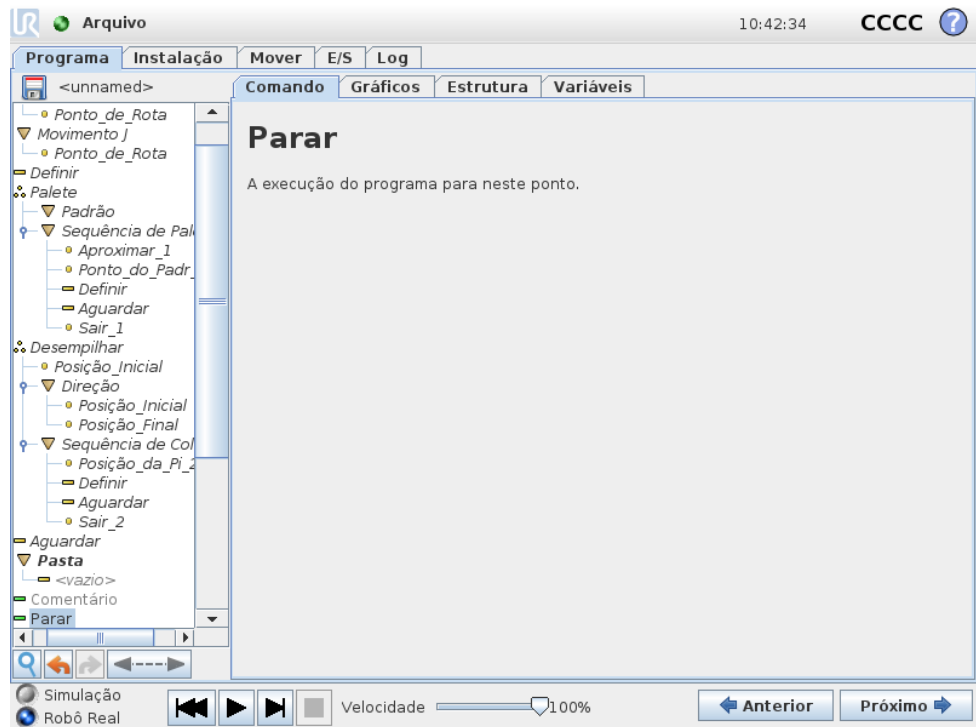 UR Arquivo 10:42:34 CCCC ?
Programa Instalação Mover E/S Log
<unnamed>
Comando Gráficos Estrutura Variáveis
Ponto_de_Rota
Movimento J
Ponto_de_Rota
Definir
Palete
Padrão
Sequência de Pal
Aproximar_1
Ponto_do_Padr_
Definir
Aguardar
Sair_1
Desempilhar
Posição_Inicial
Direção
Posição_Inicial
Posição_Final
Sequência de Col
Posição_da_Pi_2
Definir
Aguardar
Sair_2
Aguardar
Pasta
<vazio>
Comentário
Parar
Parar
A execução do programa para neste ponto.
Simulação
Robô Real
Velocidade 100%
Anterior Próximo